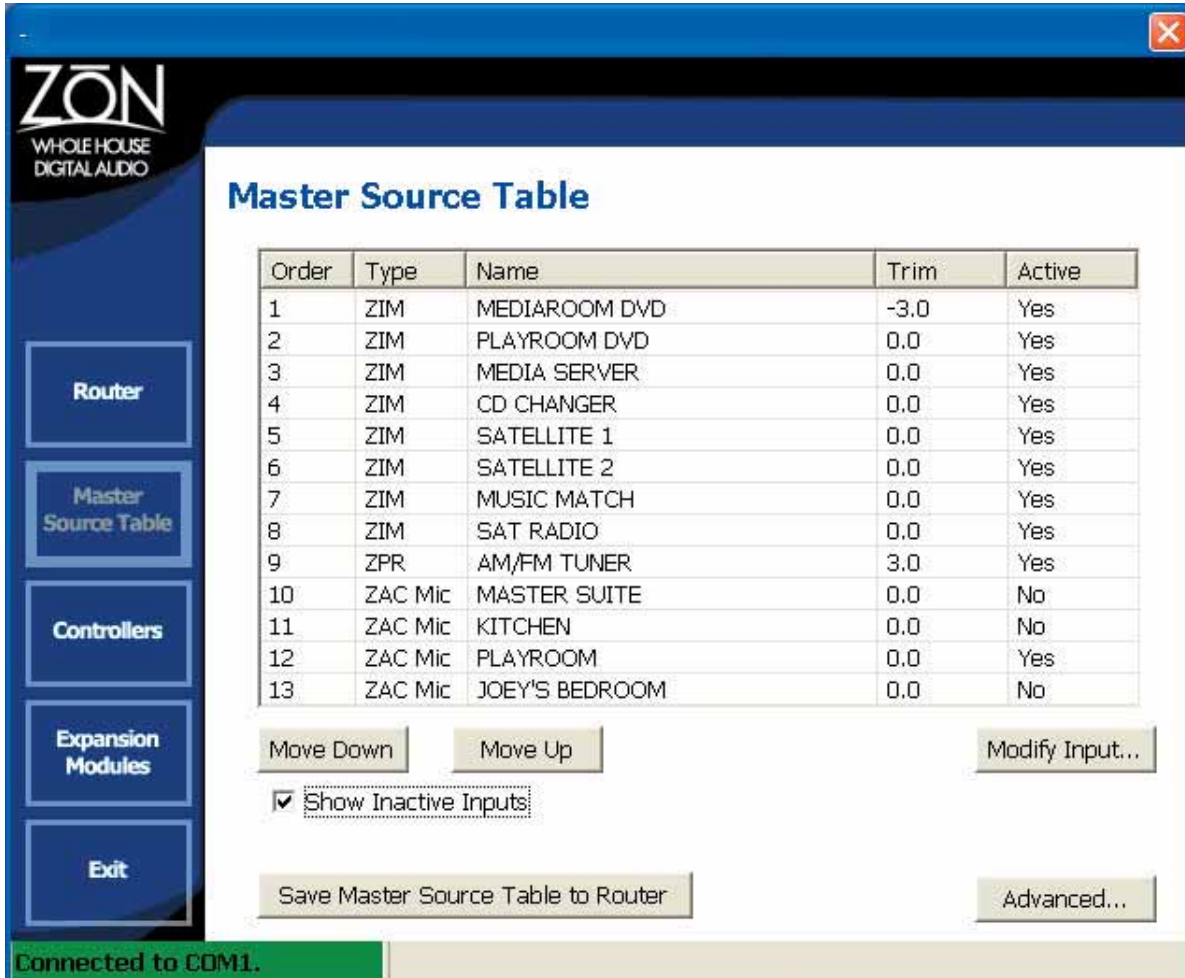 ZŌN
WHOLE HOUSE
DIGITAL AUDIO
Master Source Table
Order Type Name Trim Active
1 ZIM MEDIAROOM DVD -3.0 Yes
2 ZIM PLAYROOM DVD 0.0 Yes
3 ZIM MEDIA SERVER 0.0 Yes
4 ZIM CD CHANGER 0.0 Yes
5 ZIM SATELLITE 1 0.0 Yes
6 ZIM SATELLITE 2 0.0 Yes
7 ZIM MUSIC MATCH 0.0 Yes
8 ZIM SAT RADIO 0.0 Yes
9 ZPR AM/FM TUNER 3.0 Yes
10 ZAC Mic MASTER SUITE 0.0 No
11 ZAC Mic KITCHEN 0.0 No
12 ZAC Mic PLAYROOM 0.0 Yes
13 ZAC Mic JOEY'S BEDROOM 0.0 No
Router
Master
Source Table
Controllers
Expansion
Modules
Exit
Move Down Move Up Modify Input...
Show Inactive Inputs
Save Master Source Table to Router Advanced...
Connected to COM1.